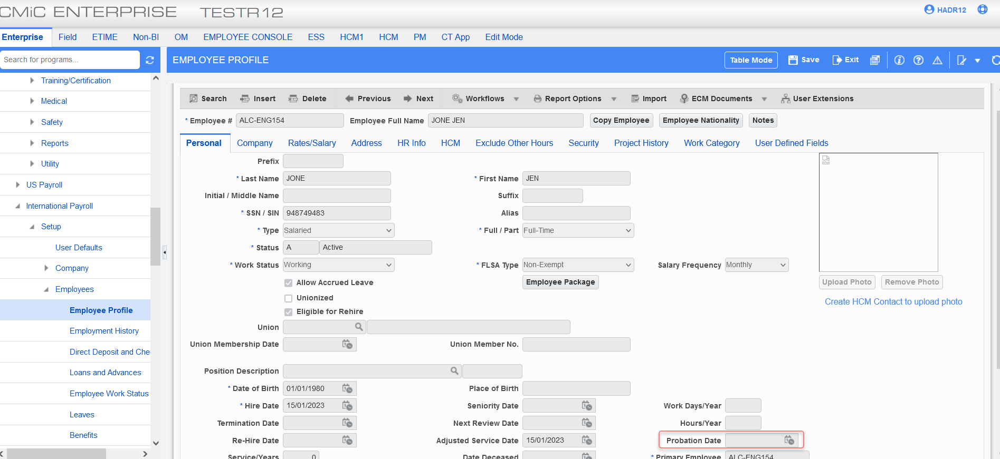 CMiC ENTERPRISE TESTR12 HADR12
Enterprise Field ETIME Non-BI OM EMPLOYEE CONSOLE ESS HCM1 HCM PM CT App Edit Mode
Search for programs... EMPLOYEE PROFILE Table Mode Save Exit
Training/Certification
Medical
Safety
Reports
Utility
US Payroll
International Payroll
Setup
User Defaults
Company
Employees
Employee Profile
Employment History
Direct Deposit and Che
Loans and Advances
Employee Work Status
Leaves
Benefits
Search Insert Delete Previous Next Workflows Report Options Import ECM Documents User Extensions
* Employee # ALC-ENG154 Employee Full Name JONE JEN Copy Employee Employee Nationality Notes
Personal Company Rates/Salary Address HR Info HCM Exclude Other Hours Security Project History Work Category User Defined Fields
Prefix
* Last Name JONE * First Name JEN
Initial / Middle Name Suffix
* SSN / SIN 948749483 Alias
* Type Salaried * Full / Part Full-Time
* Status A Active
* Work Status Working * FLSA Type Non-Exempt Salary Frequency Monthly
Allow Accrued Leave Employee Package Upload Photo Remove Photo
Unionized Create HCM Contact to upload photo
Eligible for Rehire
Union
Union Membership Date Union Member No.
Position Description
* Date of Birth 01/01/1980 Place of Birth
* Hire Date 15/01/2023 Seniority Date Work Days/Year
Termination Date Next Review Date Hours/Year
Re-Hire Date Adjusted Service Date 15/01/2023 Probation Date
Service/Years 0 Date Deceased * Primary Employee ALC-ENG154